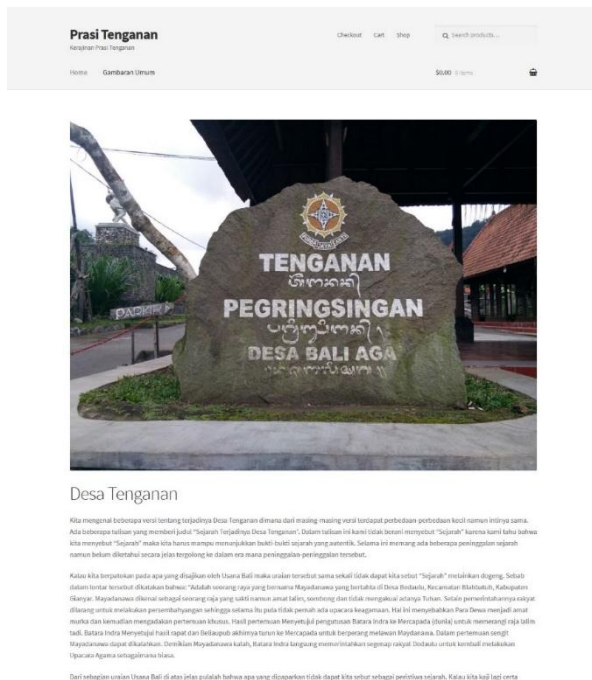 Prasi Tenganan
Kerajinan Prasi Tenganan
Checkout Cart Shop
Search products...
Home Gambaran Umum
$0,00 0 items
PARKIR
TENGANAN
PEGRINGSINGAN
DESA BALI AGA
Desa Tenganan
Kita mengenal beberapa versi tentang terjadinya Desa Tenganan dimana dari masing-masing versi terdapat perbedaan-perbedaan kecil namun intinya sama.
Ada beberapa tulisan yang memberi judul "Sejarah Terjadinya Desa Tenganan". Dalam tulisan ini kami tidak berani menyebut "Sejarah" karena kami tahu bahwa
kita menyebut "Sejarah" maka kita harus mampu menunjukkan bukti-bukti sejarah yang autentik. Selama ini memang ada beberapa peninggalan sejarah
namun belum diketahui secara jelas tergolong ke dalam era mana peninggalan-peninggalan tersebut.
Kalau kita berpatokan pada apa yang disajikan oleh Usana Bali maka uraian tersebut sama sekali tidak dapat kita sebut "Sejarah" melainkan dogeng. Sebab
dalam lontar tersebut dikatakan bahwa: "Adalah seorang raya yang bernama Mayadanawa yang bertahta di Desa Bedaulu, Kecamatan Blahbatuh, Kabupaten
Gianyar. Mayadanawa dikenal sebagai seorang raja yang sakti namun amat lalim, sombong dan tidak mengakui adanya Tuhan. Selain pemerintahannya rakyat
dilarang untuk melakukan persembahyangan sehingga selama itu pula tidak pernah ada upacara keagamaan. Hal ini menyebabkan Para Dewa menjadi amat
murka dan kemudian mengadakan pertemuan khusus. Hasil pertemuan Menyetujui pengutusan Batara Indra ke Mercapada (dunia) untuk memerangi raja lalim
tadi. Batara Indra Menyetujui hasil rapat dan Beliaupub akhirnya turun ke Mercapada untuk berperang melawan Maydanawa. Dalam pertemuan sengit
Mayadanawa dapat dikalahkan. Demikian Mayadanawa kalah, Batara Indra langsung memerintahkan segenap rakyat Bedaulu untuk kembali melakukan
Upacara Agama sebagaimana biasa.
Dari sebagian uraian Usana Bali di atas jelas pulalah bahwa apa yang dipaparkan tidak dapat kita sebut sebagai peristiwa sejarah. Kalau kita kaji lagi certa